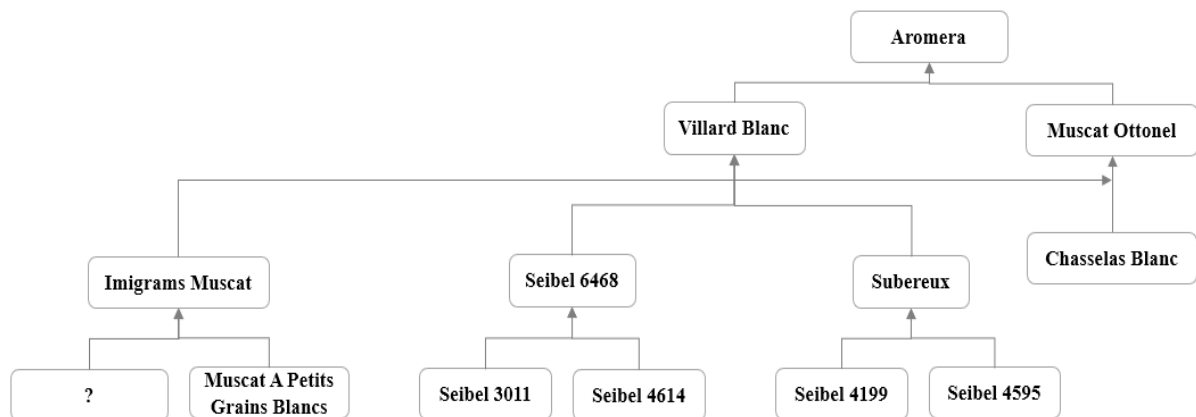 Aromera
Villard Blanc
Muscat Ottonel
Chasselas Blanc
Imigrams Muscat
Seibel 6468
Subereux
?
Muscat A Petits
Grains Blancs
Seibel 3011
Seibel 4614
Seibel 4199
Seibel 4595